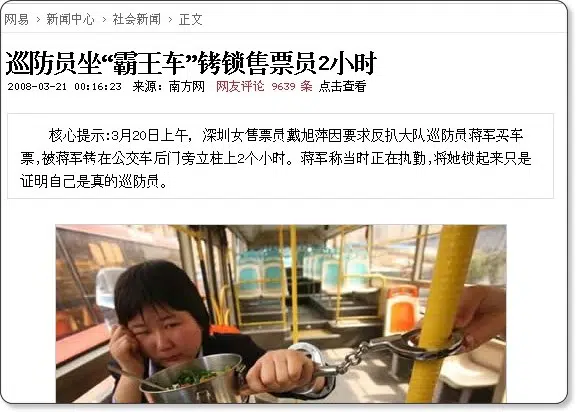 网易 > 新闻中心 > 社会新闻 > 正文
巡防员坐“霸王车”铐锁售票员2小时
2008-03-21 00:16:23 来源: 南方网 网友评论 9639 条 点击查看
核心提示:3月20日上午，深圳女售票员戴旭萍因要求反扒大队巡防员蒋军买车
票,被蒋军铐在公交车后门旁立柱上2个小时。蒋军称当时正在执勤,将她锁起来只是
证明自己是真的巡防员。